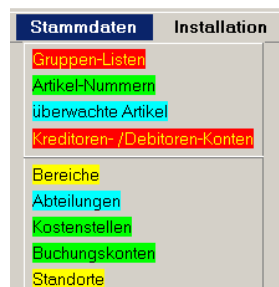 Stammdaten Installation
Gruppen-Listen
Artikel-Nummern
überwachte Artikel
Kreditoren- /Debitoren-Konten
Bereiche
Abteilungen
Kostenstellen
Buchungskonten
Standorte